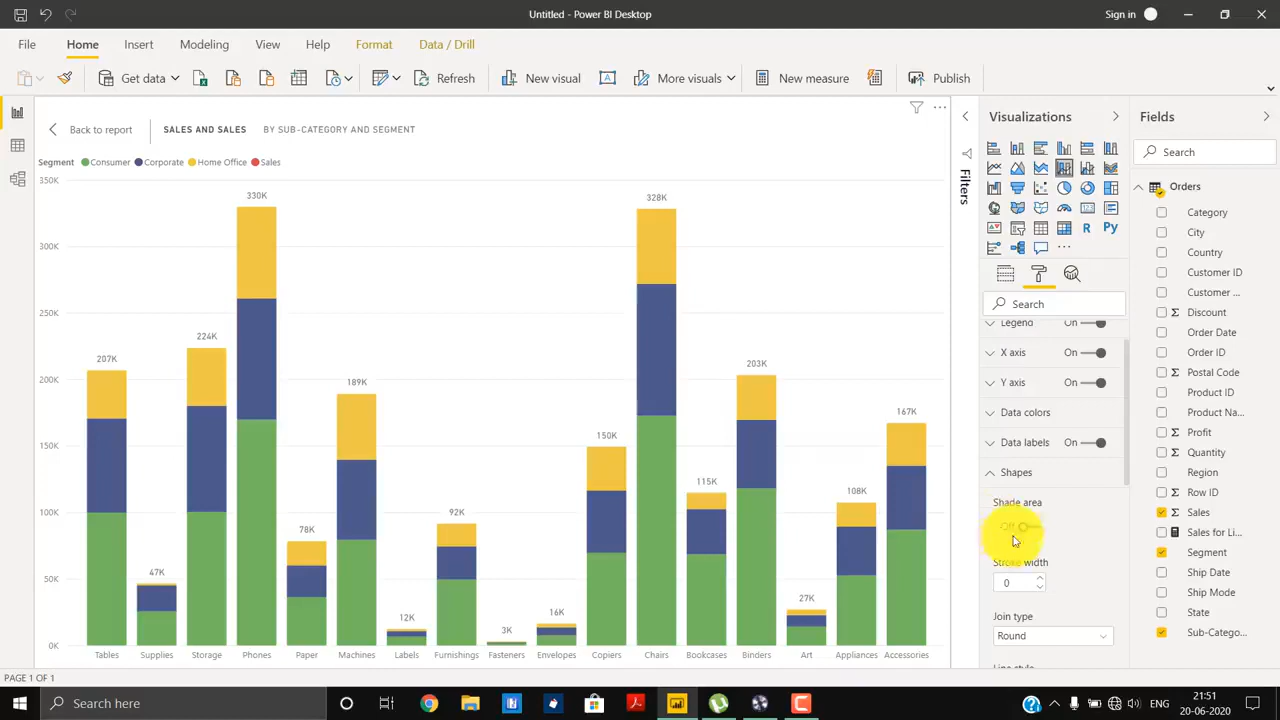 Untitled - Power BI Desktop
Sign in
File
Home
Insert
Modeling
View
Help
Format
Data / Drill
Get data
Refresh
New visual
More visuals
New measure
Publish
Back to report
SALES AND SALES
BY SUB-CATEGORY AND SEGMENT
Segment
Consumer
Corporate
Home Office
Sales
350K
300K
250K
200K
150K
100K
50K
0K
207K
47K
224K
330K
78K
189K
12K
92K
3K
16K
150K
328K
115K
203K
27K
108K
167K
Tables
Supplies
Storage
Phones
Paper
Machines
Labels
Furnishings
Fasteners
Envelopes
Copiers
Chairs
Bookcases
Binders
Art
Appliances
Accessories
Filters
Visualizations
R
Py
Search
Legend
On
X axis
On
Y axis
On
Data colors
Data labels
On
Shapes
Shade area
Off
Stroke width
0
Join type
Round
Fields
Search
Orders
Category
City
Country
Customer ID
Customer ...
Discount
Order Date
Order ID
Postal Code
Product ID
Product Na...
Profit
Quantity
Region
Row ID
Sales
Sales for Li...
Segment
Ship Date
Ship Mode
State
Sub-Catego...
PAGE 1 OF 1
Search here
ENG
21:51
20-06-2020